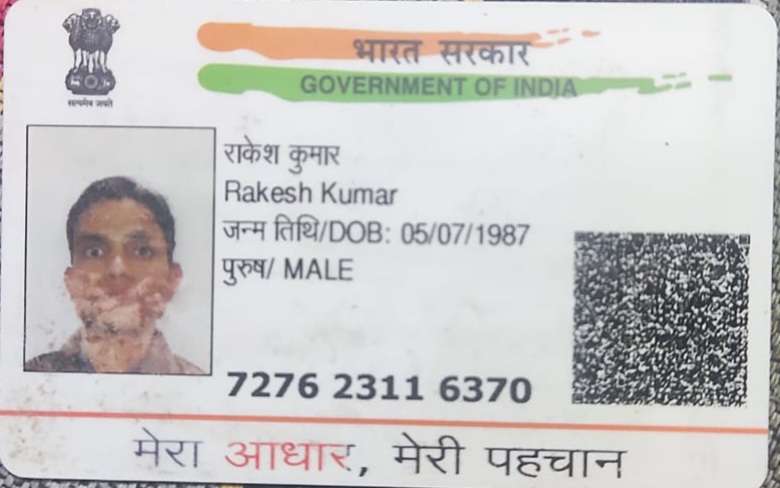 सत्यमेव जयते
भारत सरकार
GOVERNMENT OF INDIA
राकेश कुमार
Rakesh Kumar
जन्म तिथि/DOB: 05/07/1987
पुरुष/ MALE
7276 2311 6370
मेरा आधार, मेरी पहचान